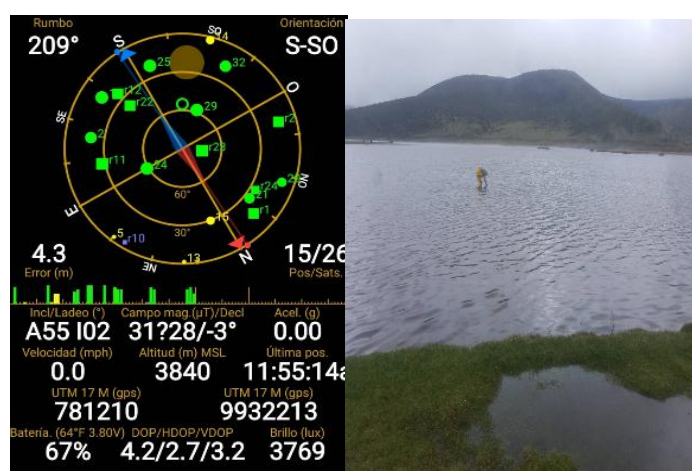 Rumbo Orientación
209° S-SO
S SO 14
25 32
O
r12
r22 29
SE r2
2
r23
r11
24
NO
r24
21
60° r1
E
15
5 30°
r10 N
4.3 NE 13 15/26
Error (m) Pos/Sats.
Incl/Ladeo (°) Campo mag.(µT)/Decl Acel. (g)
A55 I02 31?28/-3° 0.00
Velocidad (mph) Altitud (m) MSL Última pos.
0.0 3840 11:55:14a
UTM 17 M (gps) UTM 17 M (gps)
781210 9932213
Batería. (64°F 3.80V) DOP/HDOP/VDOP Brillo (lux)
67% 4.2/2.7/3.2 3769